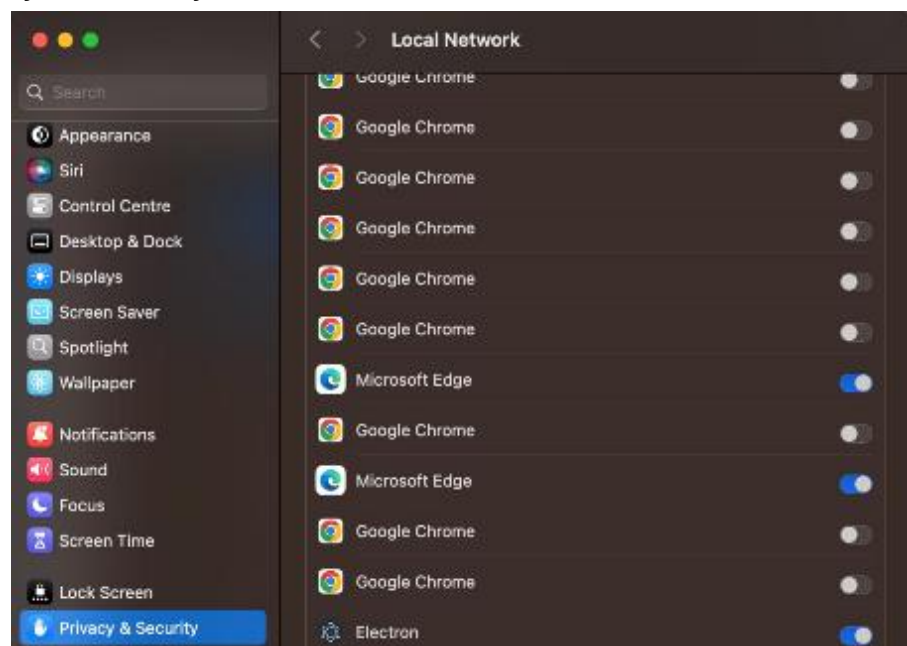 Local Network
Search
Appearance
Siri
Control Centre
Desktop & Dock
Displays
Screen Saver
Spotlight
Wallpaper
Notifications
Sound
Focus
Screen Time
Lock Screen
Privacy & Security
Google Chrome
Google Chrome
Google Chrome
Google Chrome
Google Chrome
Google Chrome
Microsoft Edge
Google Chrome
Microsoft Edge
Google Chrome
Google Chrome
Electron